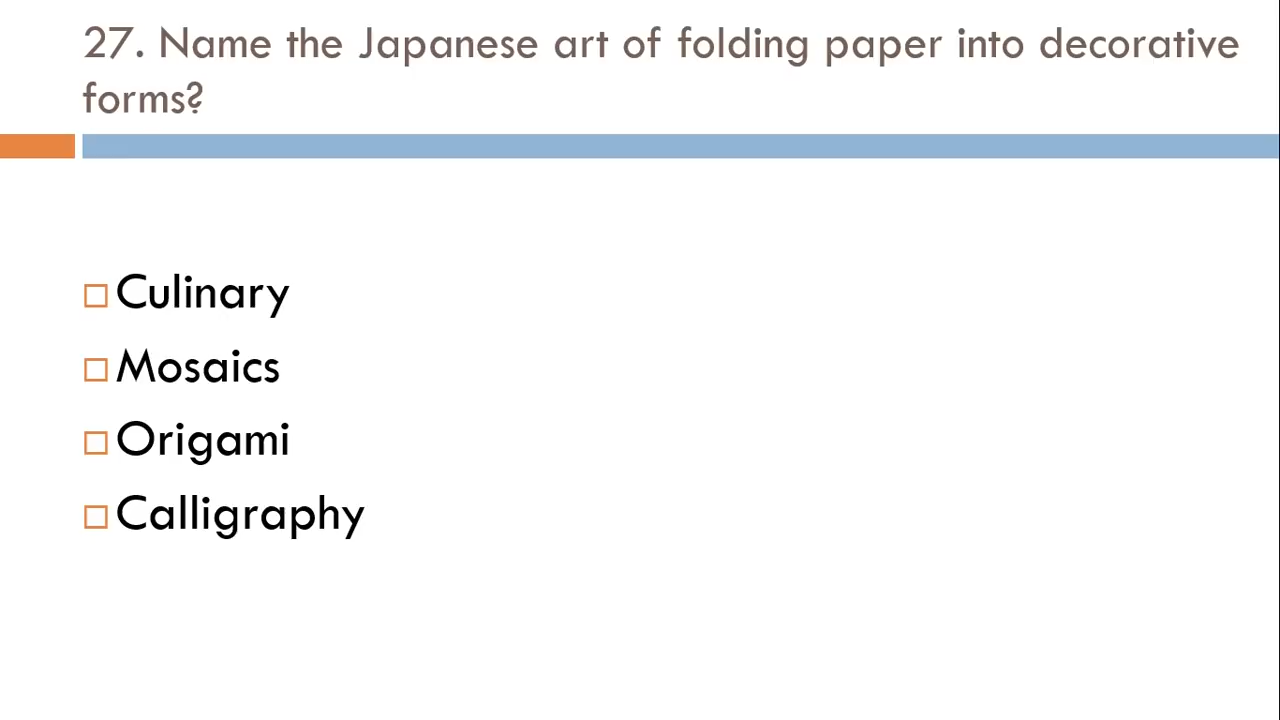 27. Name the Japanese art of folding paper into decorative
forms?
Culinary
Mosaics
Origami
Calligraphy